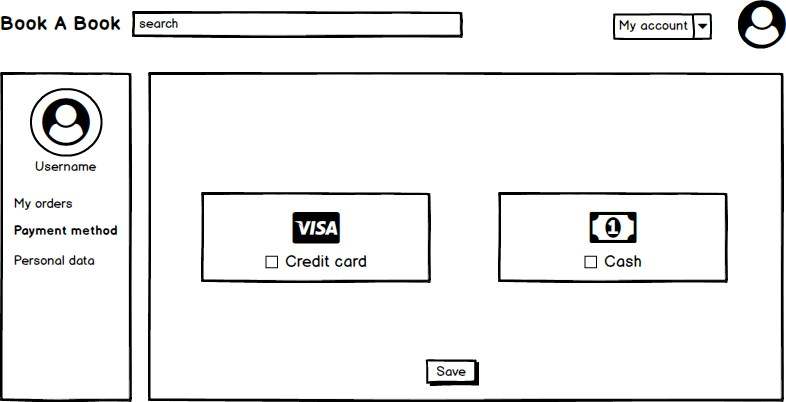 Book A Book
search
My account
Username
My orders
Payment method
Personal data
VISA
Credit card
1
Cash
Save